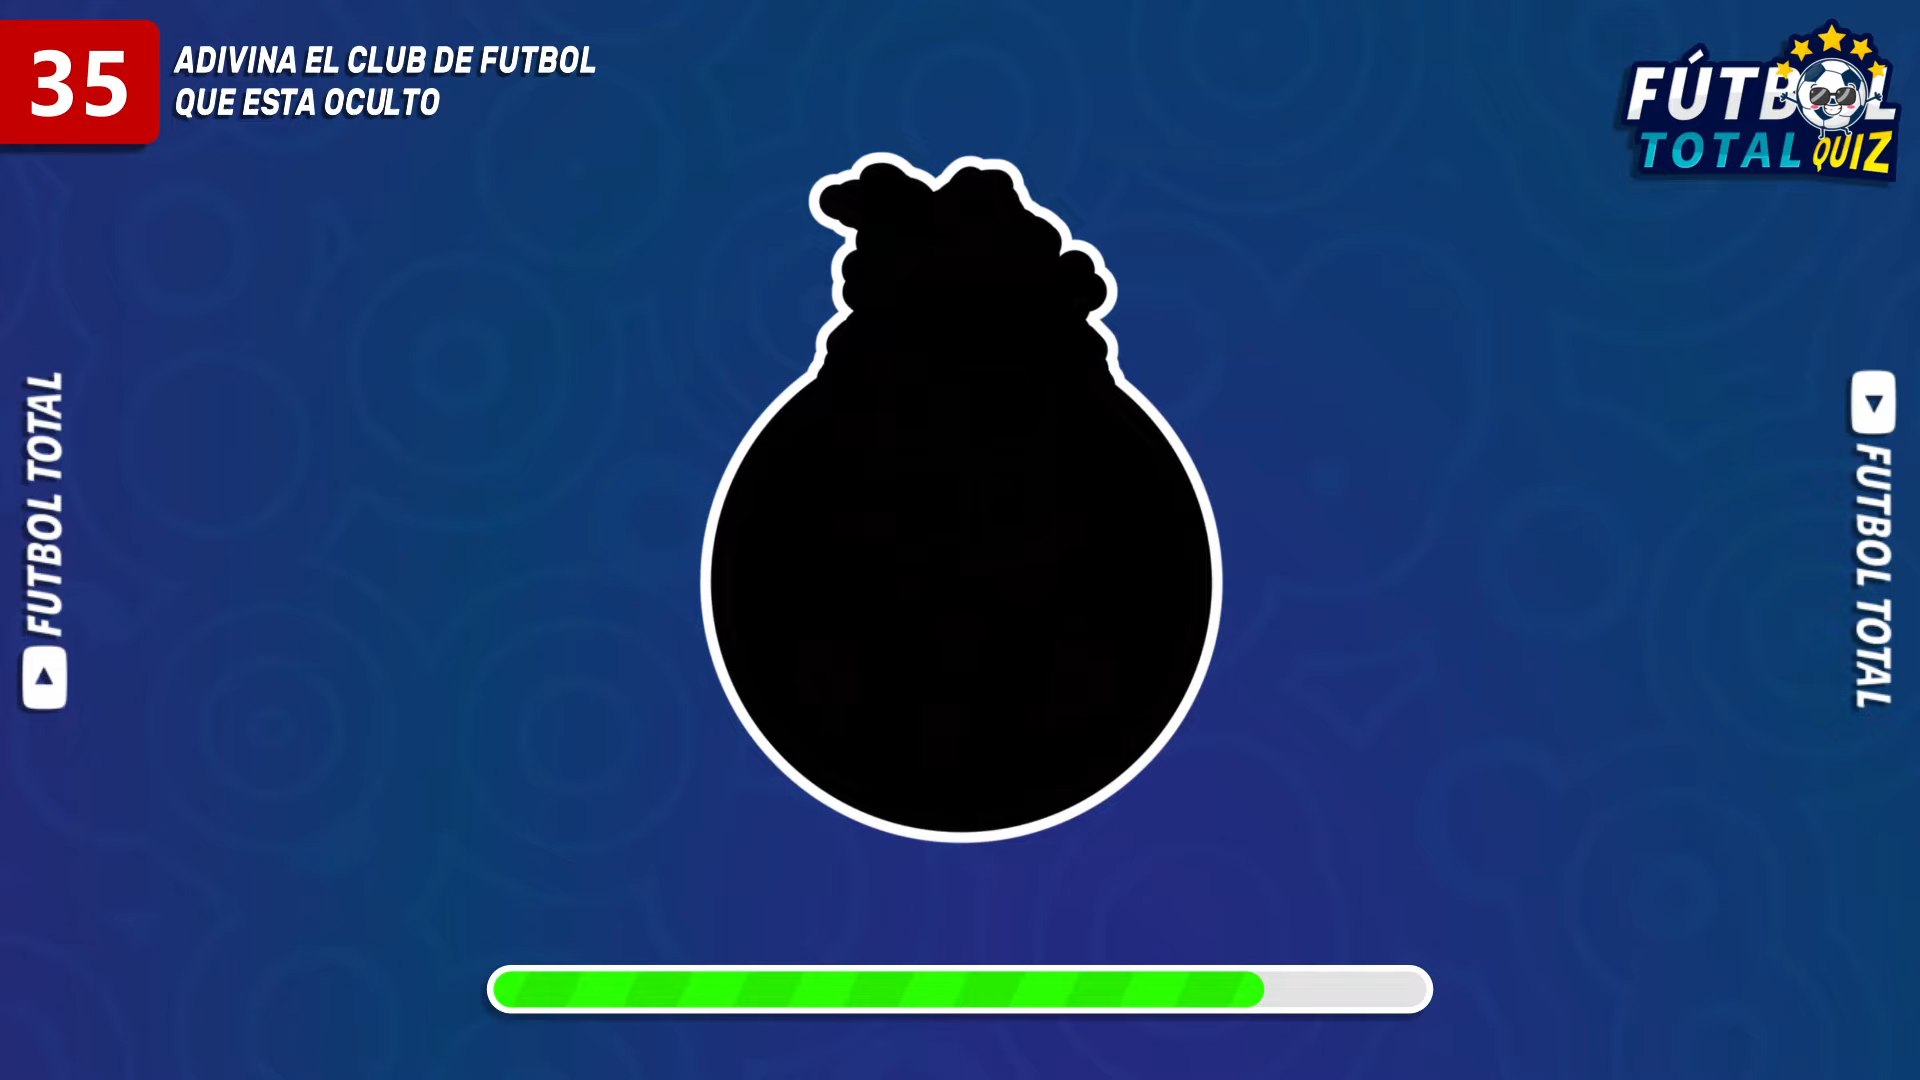 35
ADIVINA EL CLUB DE FUTBOL
QUE ESTA OCULTO
FÚTBOL
TOTAL QUIZ
FUTBOL TOTAL
FUTBOL TOTAL